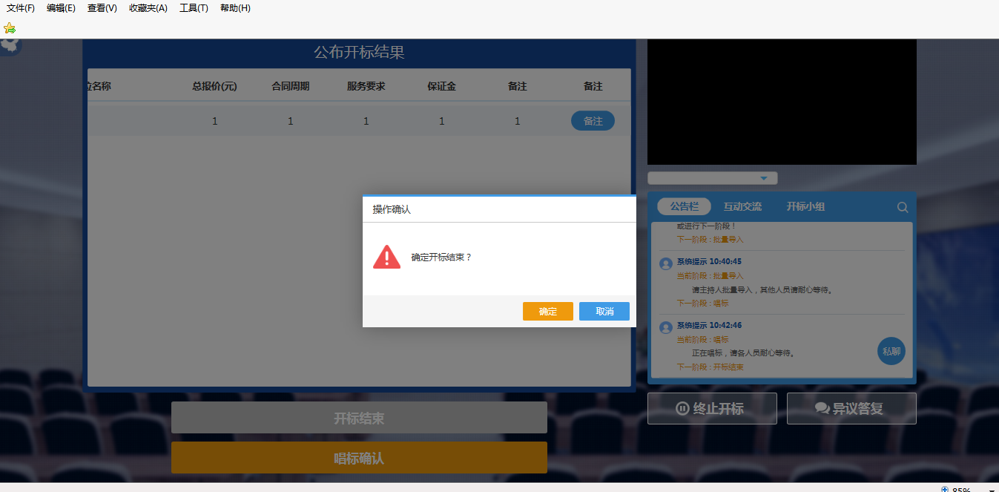 文件(F) 编辑(E) 查看(V) 收藏夹(A) 工具(T) 帮助(H)
公布开标结果
位名称 总报价(元) 合同周期 服务要求 保证金 备注 备注
1 1 1 1 1 备注
操作确认
确定开标结束？
确定 取消
开标结束
唱标确认
公告栏 互动交流 开标小组
或进行下一阶段！
下一阶段：批量导入
系统提示 10:40:45
当前阶段：批量导入
请主持人批量导入，其他人员请耐心等待。
下一阶段：唱标
系统提示 10:42:46
当前阶段：唱标
正在唱标，请各人员耐心等待。
下一阶段：开标结束
私聊
终止开标 异议答复
85%